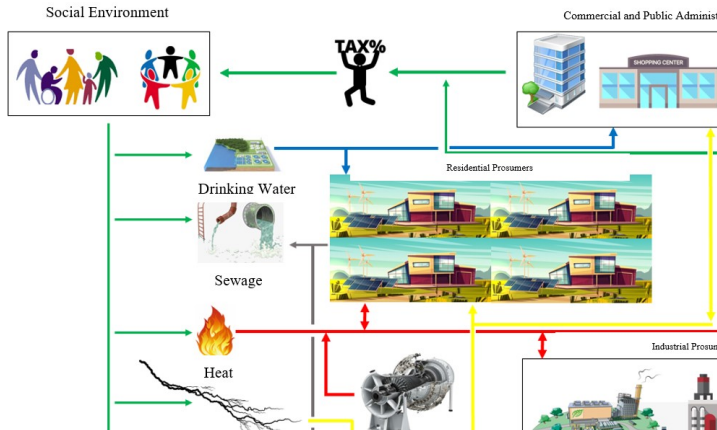 Social Environment
Commercial and Public Administ
TAX%
SHOPPING CENTER
Residential Prosumers
Drinking Water
Sewage
Industrial Prosum
Heat